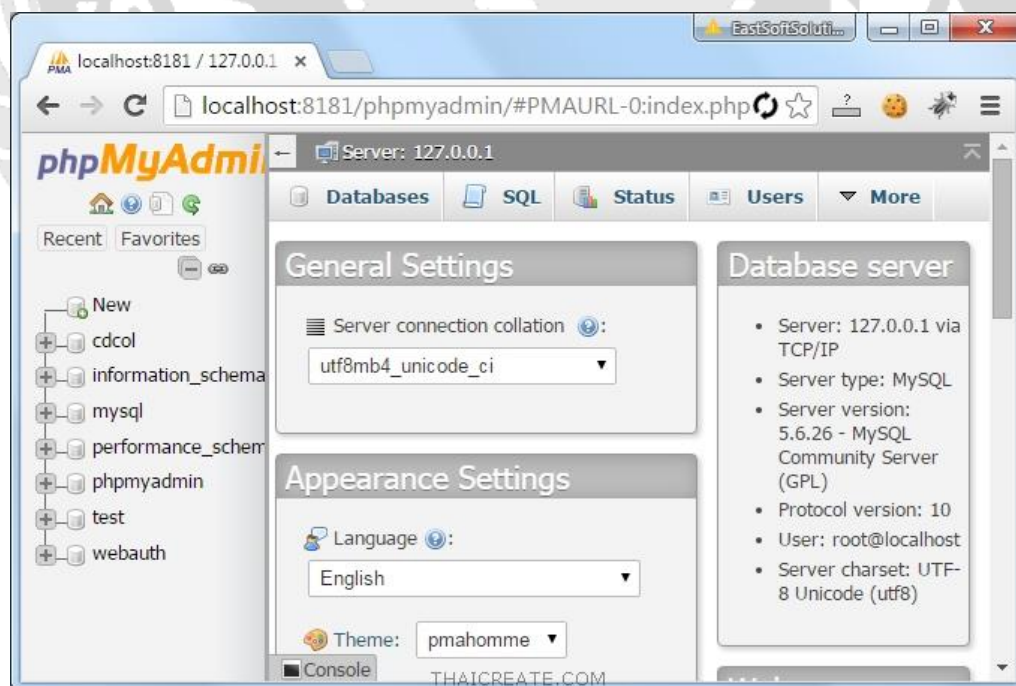 EastSoftSoluti...
localhost:8181 / 127.0.0.1
PMA
localhost:8181/phpmyadmin/#PMAURL-0:index.php
phpMyAdmi
Server: 127.0.0.1
Databases SQL Status Users More
Recent Favorites
New
cdcol
information_schema
mysql
performance_schem
phpmyadmin
test
webauth
General Settings
Server connection collation :
utf8mb4_unicode_ci
Appearance Settings
Language :
English
Theme: pmahomme
Console
Database server
• Server: 127.0.0.1 via
TCP/IP
• Server type: MySQL
• Server version:
5.6.26 - MySQL
Community Server
(GPL)
• Protocol version: 10
• User: root@localhost
• Server charset: UTF-
8 Unicode (utf8)
THAICREATE.COM